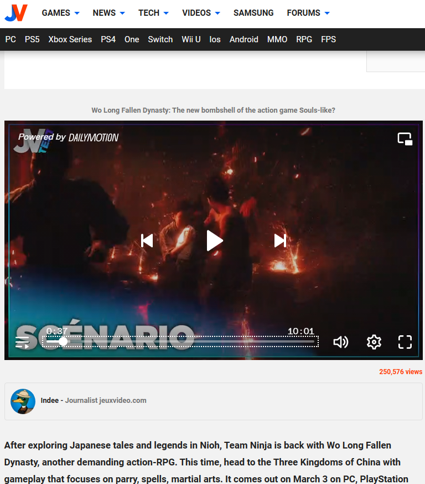 JV GAMES NEWS TECH VIDEOS SAMSUNG FORUMS
PC PS5 Xbox Series PS4 One Switch Wii U Ios Android MMO RPG FPS
Wo Long Fallen Dynasty: The new bombshell of the action game Souls-like?
Powered by DAILYMOTION
JV
0:37 10:01
SCÉNARIO
250,576 views
Indee - Journalist jeuxvideo.com
After exploring Japanese tales and legends in Nioh, Team Ninja is back with Wo Long Fallen
Dynasty, another demanding action-RPG. This time, head to the Three Kingdoms of China with
gameplay that focuses on parry, spells, martial arts. It comes out on March 3 on PC, PlayStation